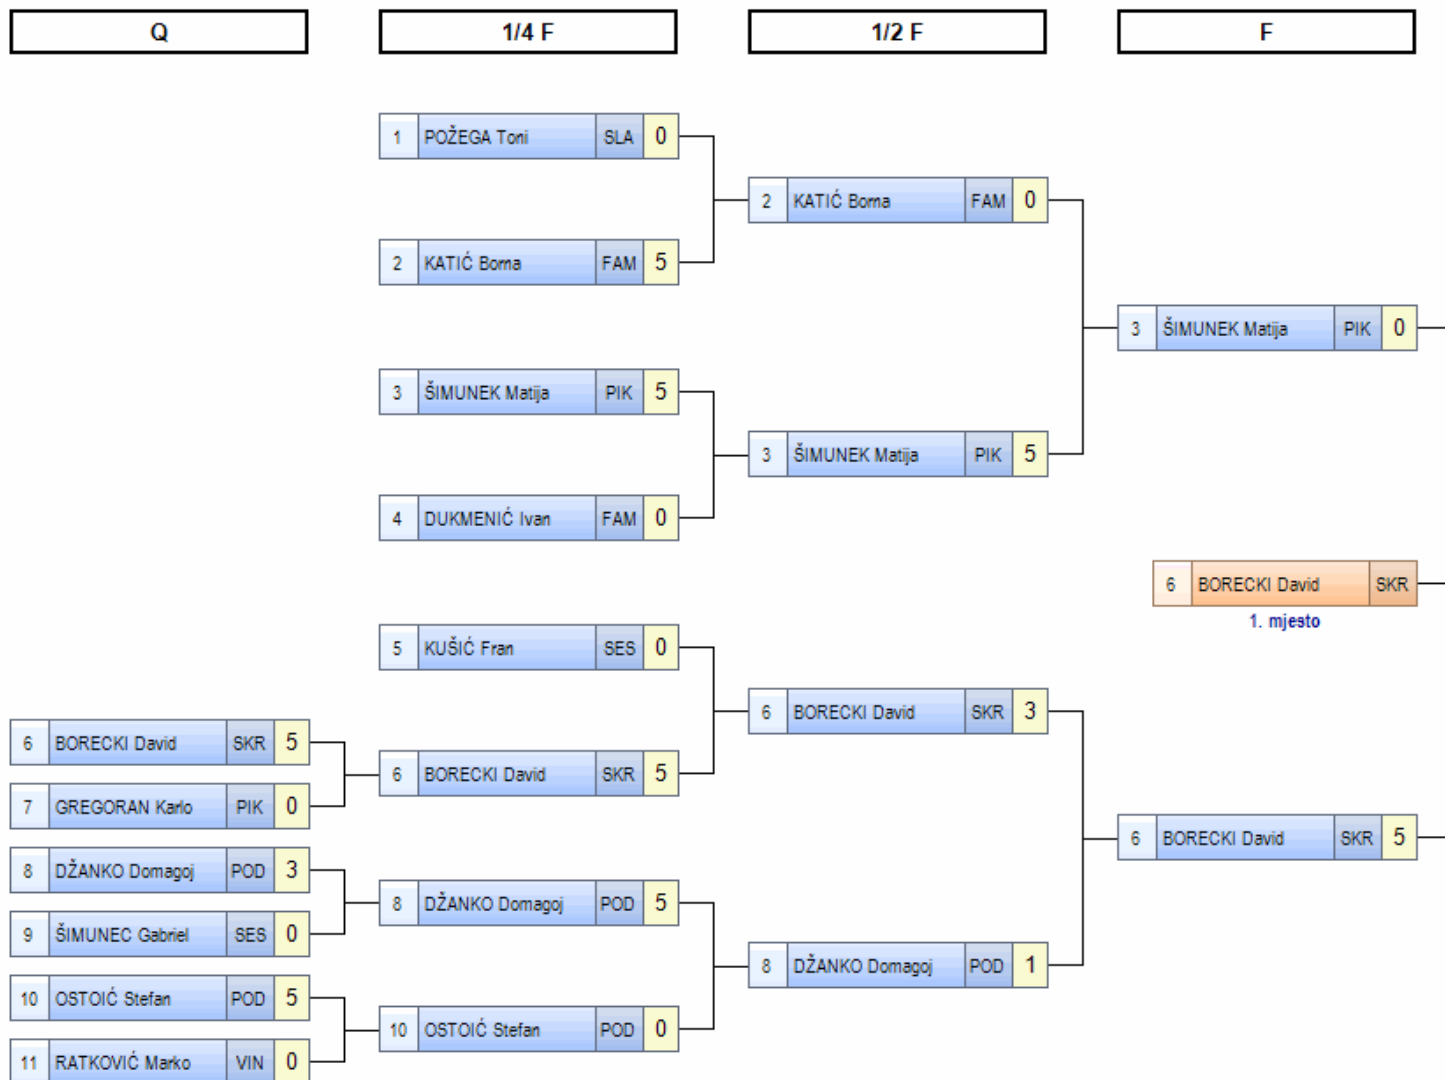 Q
1/4 F
1/2 F
F
1 POŽEGA Toni SLA 0
2 KATIĆ Borna FAM 5
3 ŠIMUNEK Matija PIK 5
4 DUKMENIĆ Ivan FAM 0
5 KUŠIĆ Fran SES 0
6 BORECKI David SKR 5
7 GREGORAN Karlo PIK 0
8 DŽANKO Domagoj POD 3
9 ŠIMUNEC Gabriel SES 0
10 OSTOIĆ Stefan POD 5
11 RATKOVIĆ Marko VIN 0
6 BORECKI David SKR 5
8 DŽANKO Domagoj POD 5
10 OSTOIĆ Stefan POD 0
2 KATIĆ Borna FAM 0
3 ŠIMUNEK Matija PIK 5
6 BORECKI David SKR 3
8 DŽANKO Domagoj POD 1
3 ŠIMUNEK Matija PIK 0
6 BORECKI David SKR
1. mjesto
6 BORECKI David SKR 5